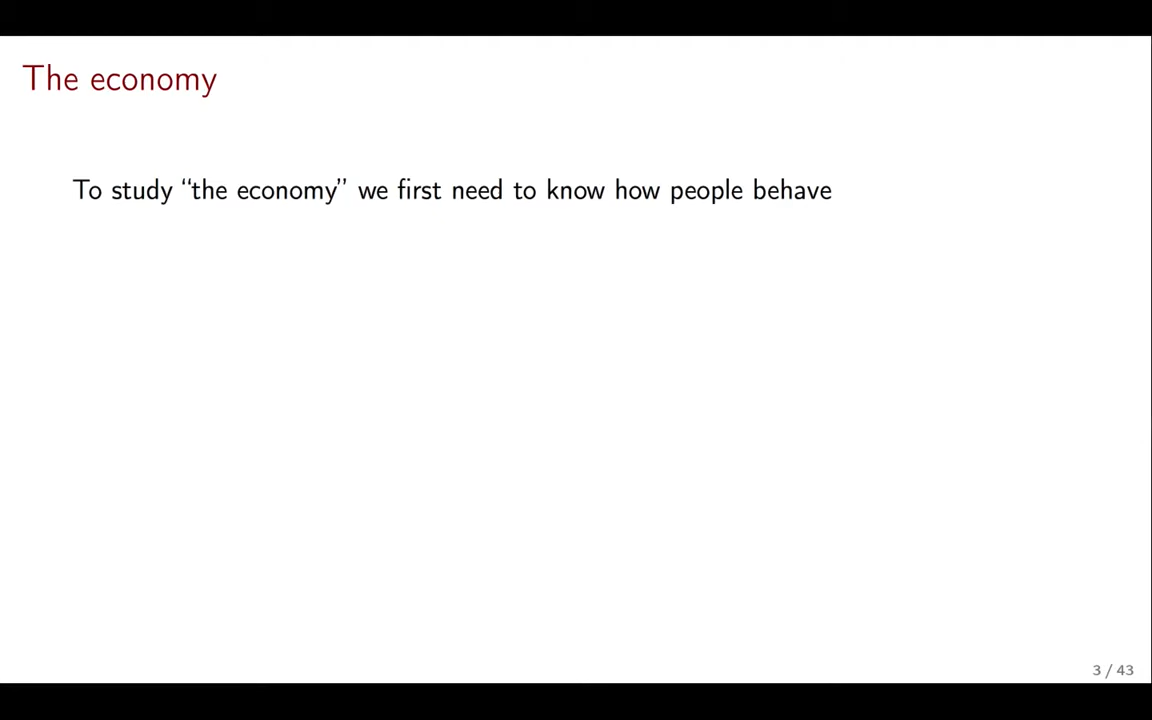 The economy
To study “the economy” we first need to know how people behave
3 / 43